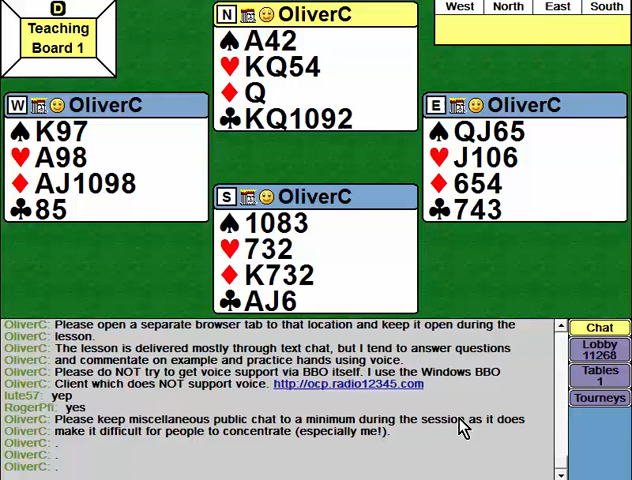 D
Teaching
Board 1
N OliverC
♠A42
♥KQ54
♦Q
♣KQ1092
West North East South
W OliverC
♠K97
♥A98
♦AJ1098
♣85
E OliverC
♠QJ65
♥J106
♦654
♣743
S OliverC
♠1083
♥732
♦K732
♣AJ6
OliverC: Please open a separate browser tab to that location and keep it open during the
OliverC: lesson.
OliverC: The lesson is delivered mostly through text chat, but I tend to answer questions
OliverC: and commentate on example and practice hands using voice.
OliverC: Please do NOT try to get voice support via BBO itself. I use the Windows BBO
OliverC: Client which does NOT support voice. http://ocp.radio12345.com
lute57: yep
RogerPfi: yes
OliverC: Please keep miscellaneous public chat to a minimum during the session as it does
OliverC: make it difficult for people to concentrate (especially me!).
OliverC: .
OliverC: .
OliverC: .
Chat
Lobby
11268
Tables
1
Tourneys